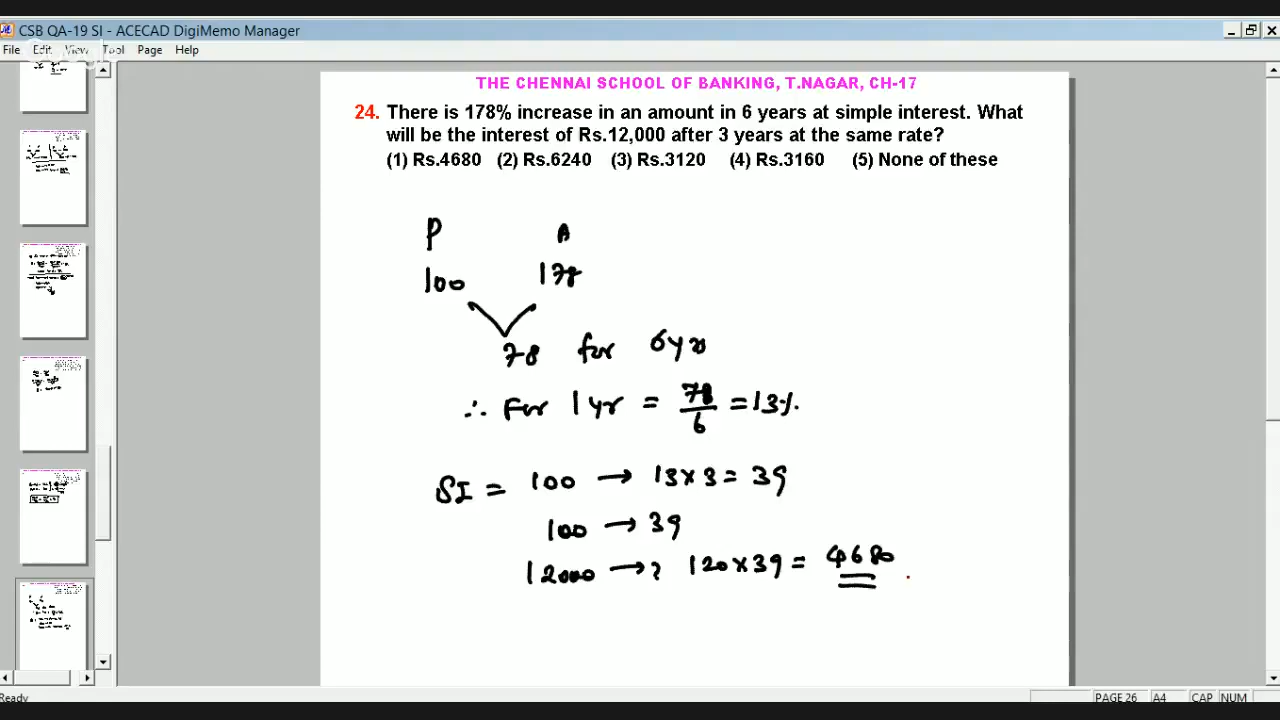 CSB QA-19 SI - ACECAD DigiMemo Manager
File Edit View Tool Page Help
THE CHENNAI SCHOOL OF BANKING, T.NAGAR, CH-17
24. There is 178% increase in an amount in 6 years at simple interest. What
will be the interest of Rs.12,000 after 3 years at the same rate?
(1) Rs.4680 (2) Rs.6240 (3) Rs.3120 (4) Rs.3160 (5) None of these
P A
100 178
78 for 6yrs
∴ For 1yr = 78/6 = 13%
SI = 100 → 13×3 = 39
100 → 39
12000 → ? 120×39 = 4680
Ready PAGE 26 A4 CAP NUM